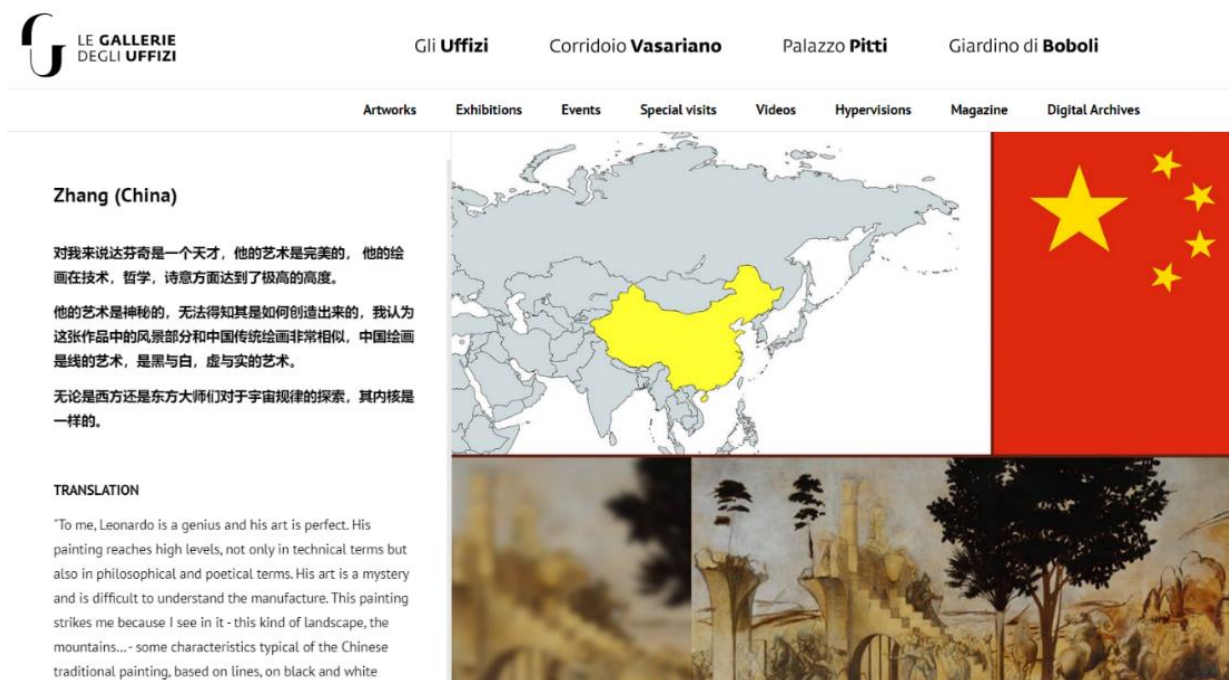 LE GALLERIE
DEGLI UFFIZI
Gli Uffizi
Corridoio Vasariano
Palazzo Pitti
Giardino di Boboli
Artworks
Exhibitions
Events
Special visits
Videos
Hypervisions
Magazine
Digital Archives
Zhang (China)
对我来说达芬奇是一个天才，他的艺术是完美的， 他的绘
画在技术，哲学，诗意方面达到了极高的高度。
他的艺术是神秘的，无法得知其是如何创造出来的，我认为
这张作品中的风景部分和中国传统绘画非常相似，中国绘画
是线的艺术，是黑与白，虚与实的艺术。
无论是西方还是东方大师们对于宇宙规律的探索，其内核是
一样的。
TRANSLATION
"To me, Leonardo is a genius and his art is perfect. His
painting reaches high levels, not only in technical terms but
also in philosophical and poetical terms. His art is a mystery
and is difficult to understand the manufacture. This painting
strikes me because I see in it - this kind of landscape, the
mountains... - some characteristics typical of the Chinese
traditional painting, based on lines, on black and white